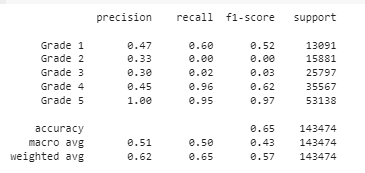 precision recall f1-score support
Grade 1 0.47 0.60 0.52 13091
Grade 2 0.33 0.00 0.00 15881
Grade 3 0.30 0.02 0.03 25797
Grade 4 0.45 0.96 0.62 35567
Grade 5 1.00 0.95 0.97 53138
accuracy 0.65 143474
macro avg 0.51 0.50 0.43 143474
weighted avg 0.62 0.65 0.57 143474